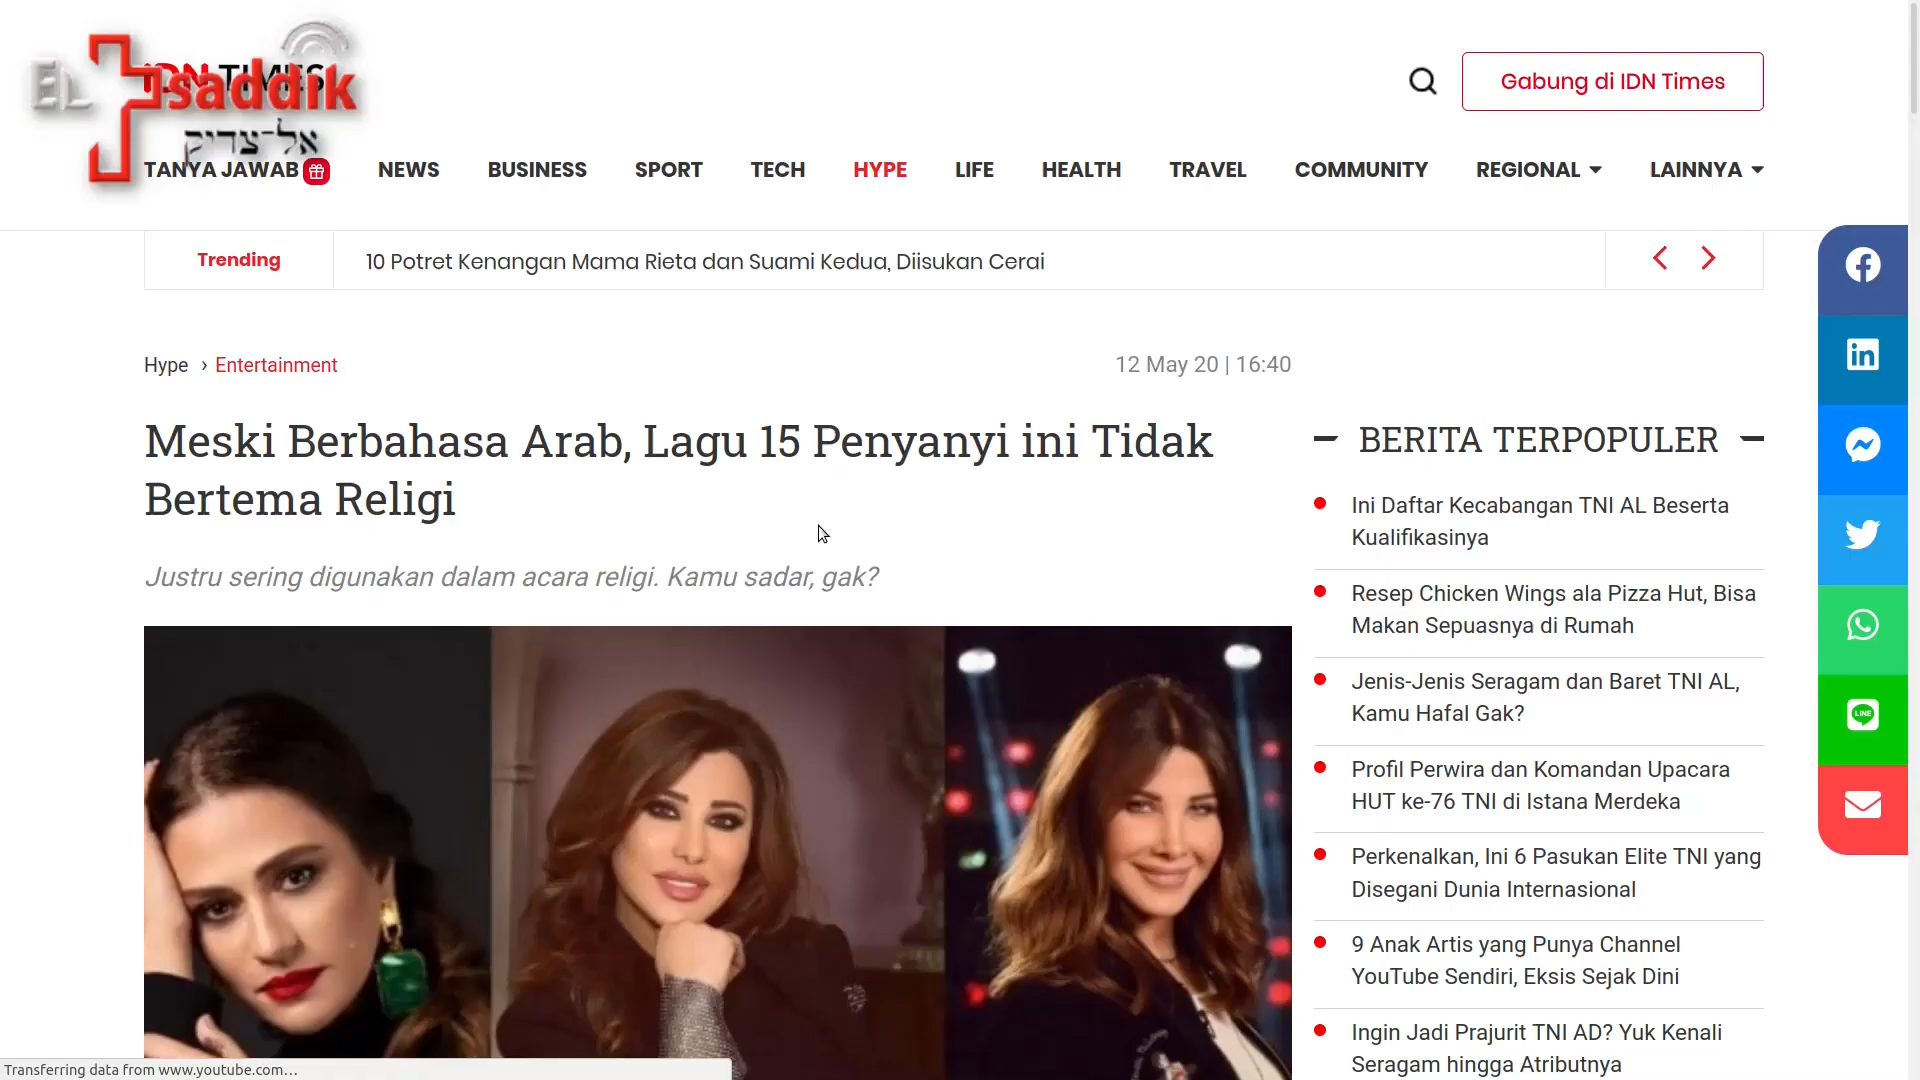 EL saddik
IDN TIMES
אל-צדיק
Gabung di IDN Times
TANYA JAWAB NEWS BUSINESS SPORT TECH HYPE LIFE HEALTH TRAVEL COMMUNITY REGIONAL LAINNYA
Trending 10 Potret Kenangan Mama Rieta dan Suami Kedua, Diisukan Cerai
Hype › Entertainment 12 May 20 | 16:40
Meski Berbahasa Arab, Lagu 15 Penyanyi ini Tidak
Bertema Religi
Justru sering digunakan dalam acara religi. Kamu sadar, gak?
BERITA TERPOPULER
Ini Daftar Kecabangan TNI AL Beserta
Kualifikasinya
Resep Chicken Wings ala Pizza Hut, Bisa
Makan Sepuasnya di Rumah
Jenis-Jenis Seragam dan Baret TNI AL,
Kamu Hafal Gak?
Profil Perwira dan Komandan Upacara
HUT ke-76 TNI di Istana Merdeka
Perkenalkan, Ini 6 Pasukan Elite TNI yang
Disegani Dunia Internasional
9 Anak Artis yang Punya Channel
YouTube Sendiri, Eksis Sejak Dini
Ingin Jadi Prajurit TNI AD? Yuk Kenali
Seragam hingga Atributnya
LINE
Transferring data from www.youtube.com…